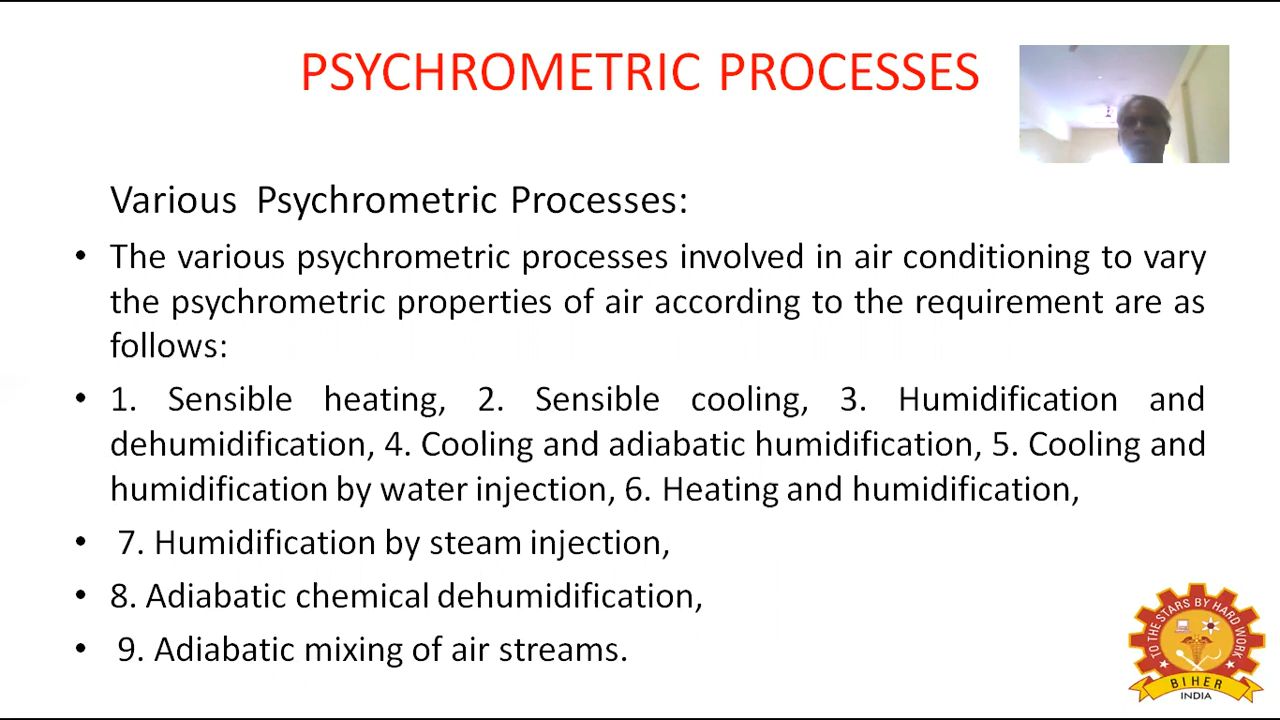 PSYCHROMETRIC PROCESSES
Various Psychrometric Processes:
• The various psychrometric processes involved in air conditioning to vary
the psychrometric properties of air according to the requirement are as
follows:
• 1. Sensible heating, 2. Sensible cooling, 3. Humidification and
dehumidification, 4. Cooling and adiabatic humidification, 5. Cooling and
humidification by water injection, 6. Heating and humidification,
• 7. Humidification by steam injection,
• 8. Adiabatic chemical dehumidification,
• 9. Adiabatic mixing of air streams.
TO THE STARS BY HARD WORK
BIHER
INDIA